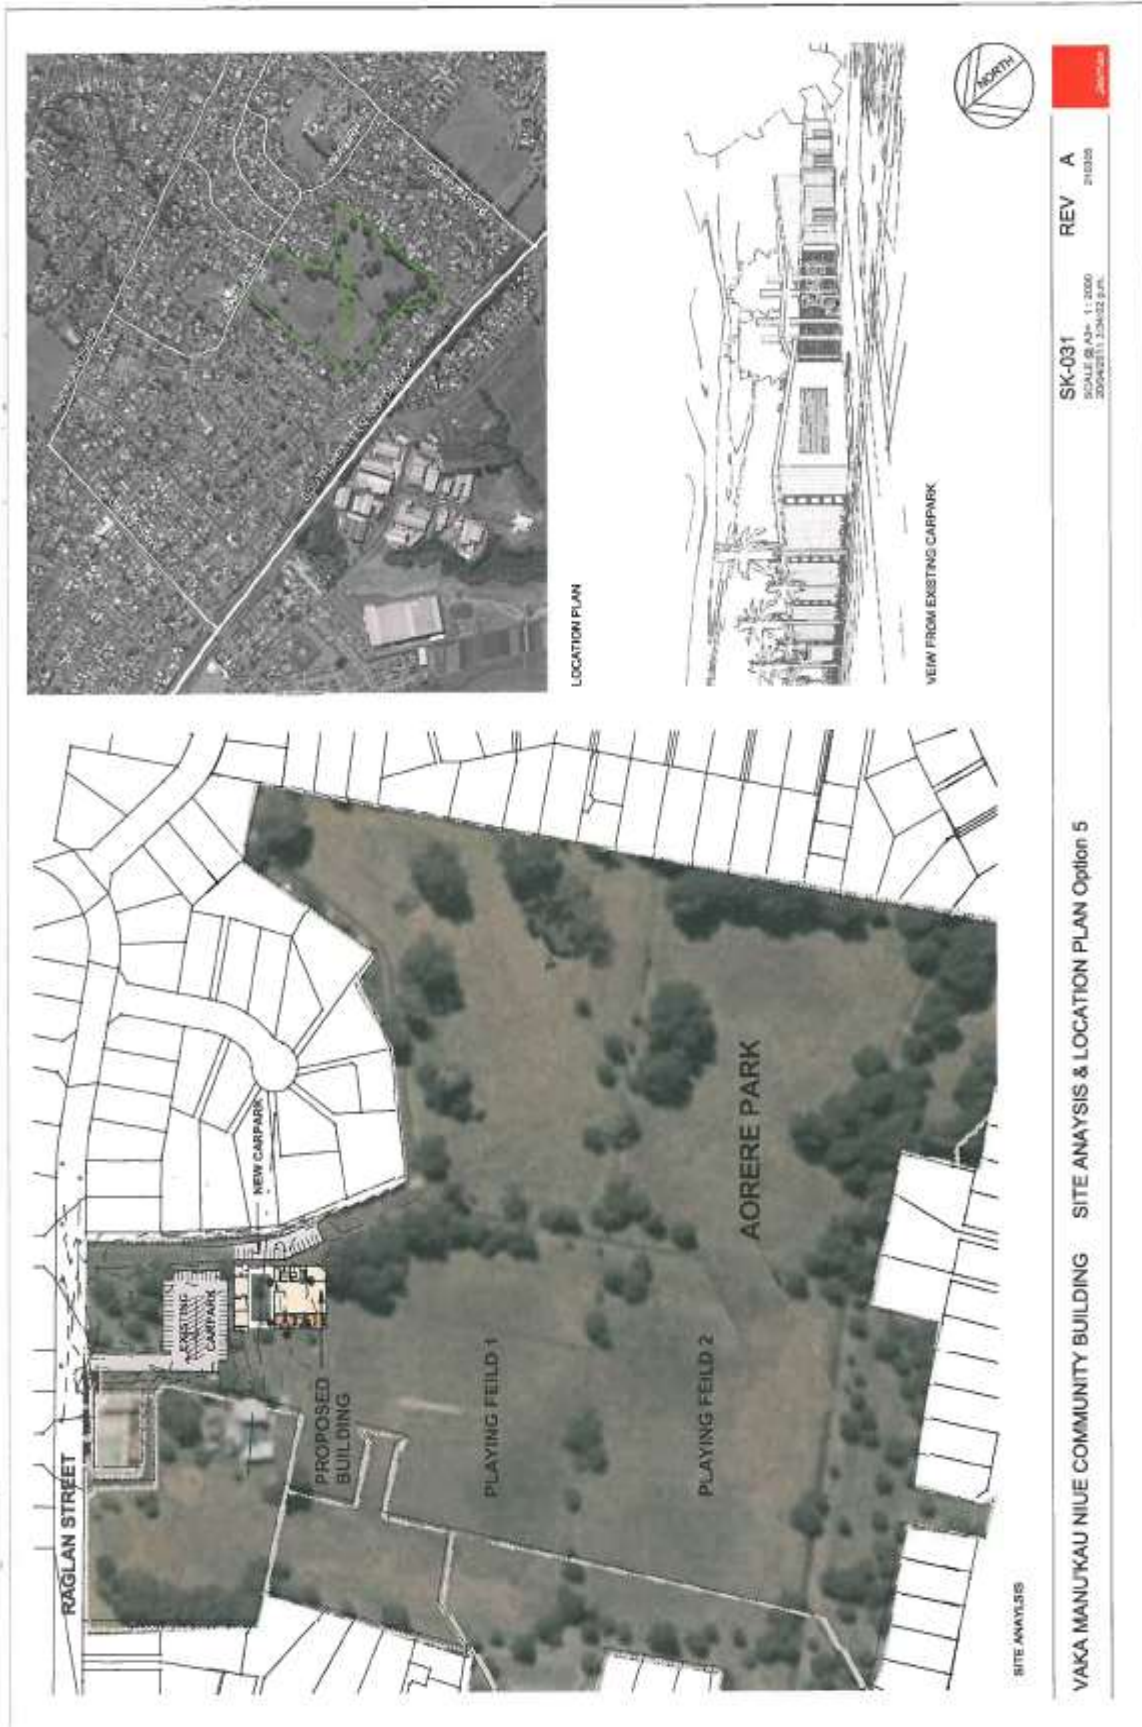 RAGLAN STREET
EXISTING
CARPARK
NEW CARPARK
PROPOSED
BUILDING
PLAYING FEILD 1
PLAYING FEILD 2
AORERE PARK
SITE ANAYLSIS
LOCATION PLAN
VEIW FROM EXISTING CARPARK
NORTH
VAKA MANU'KAU NIUE COMMUNITY BUILDING SITE ANAYSIS & LOCATION PLAN Option 5
SK-031 REV A
SCALE @ A3= 1 : 2000
Jasmax